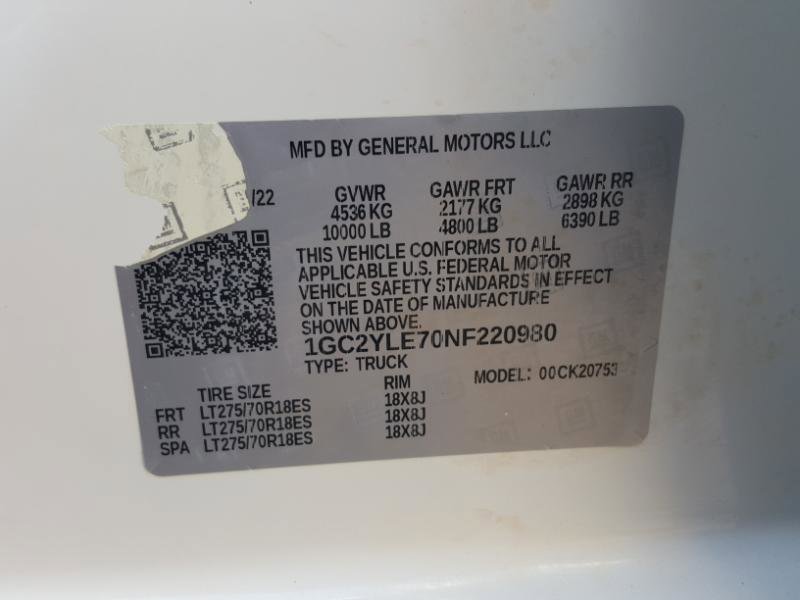 MFD BY GENERAL MOTORS LLC
/22
GVWR GAWR FRT GAWR RR
4536 KG 2177 KG 2898 KG
10000 LB 4800 LB 6390 LB
THIS VEHICLE CONFORMS TO ALL
APPLICABLE U.S. FEDERAL MOTOR
VEHICLE SAFETY STANDARDS IN EFFECT
ON THE DATE OF MANUFACTURE
SHOWN ABOVE.
1GC2YLE70NF220980
TYPE: TRUCK MODEL: 00CK20753
TIRE SIZE RIM
FRT LT275/70R18ES 18X8J
RR LT275/70R18ES 18X8J
SPA LT275/70R18ES 18X8J